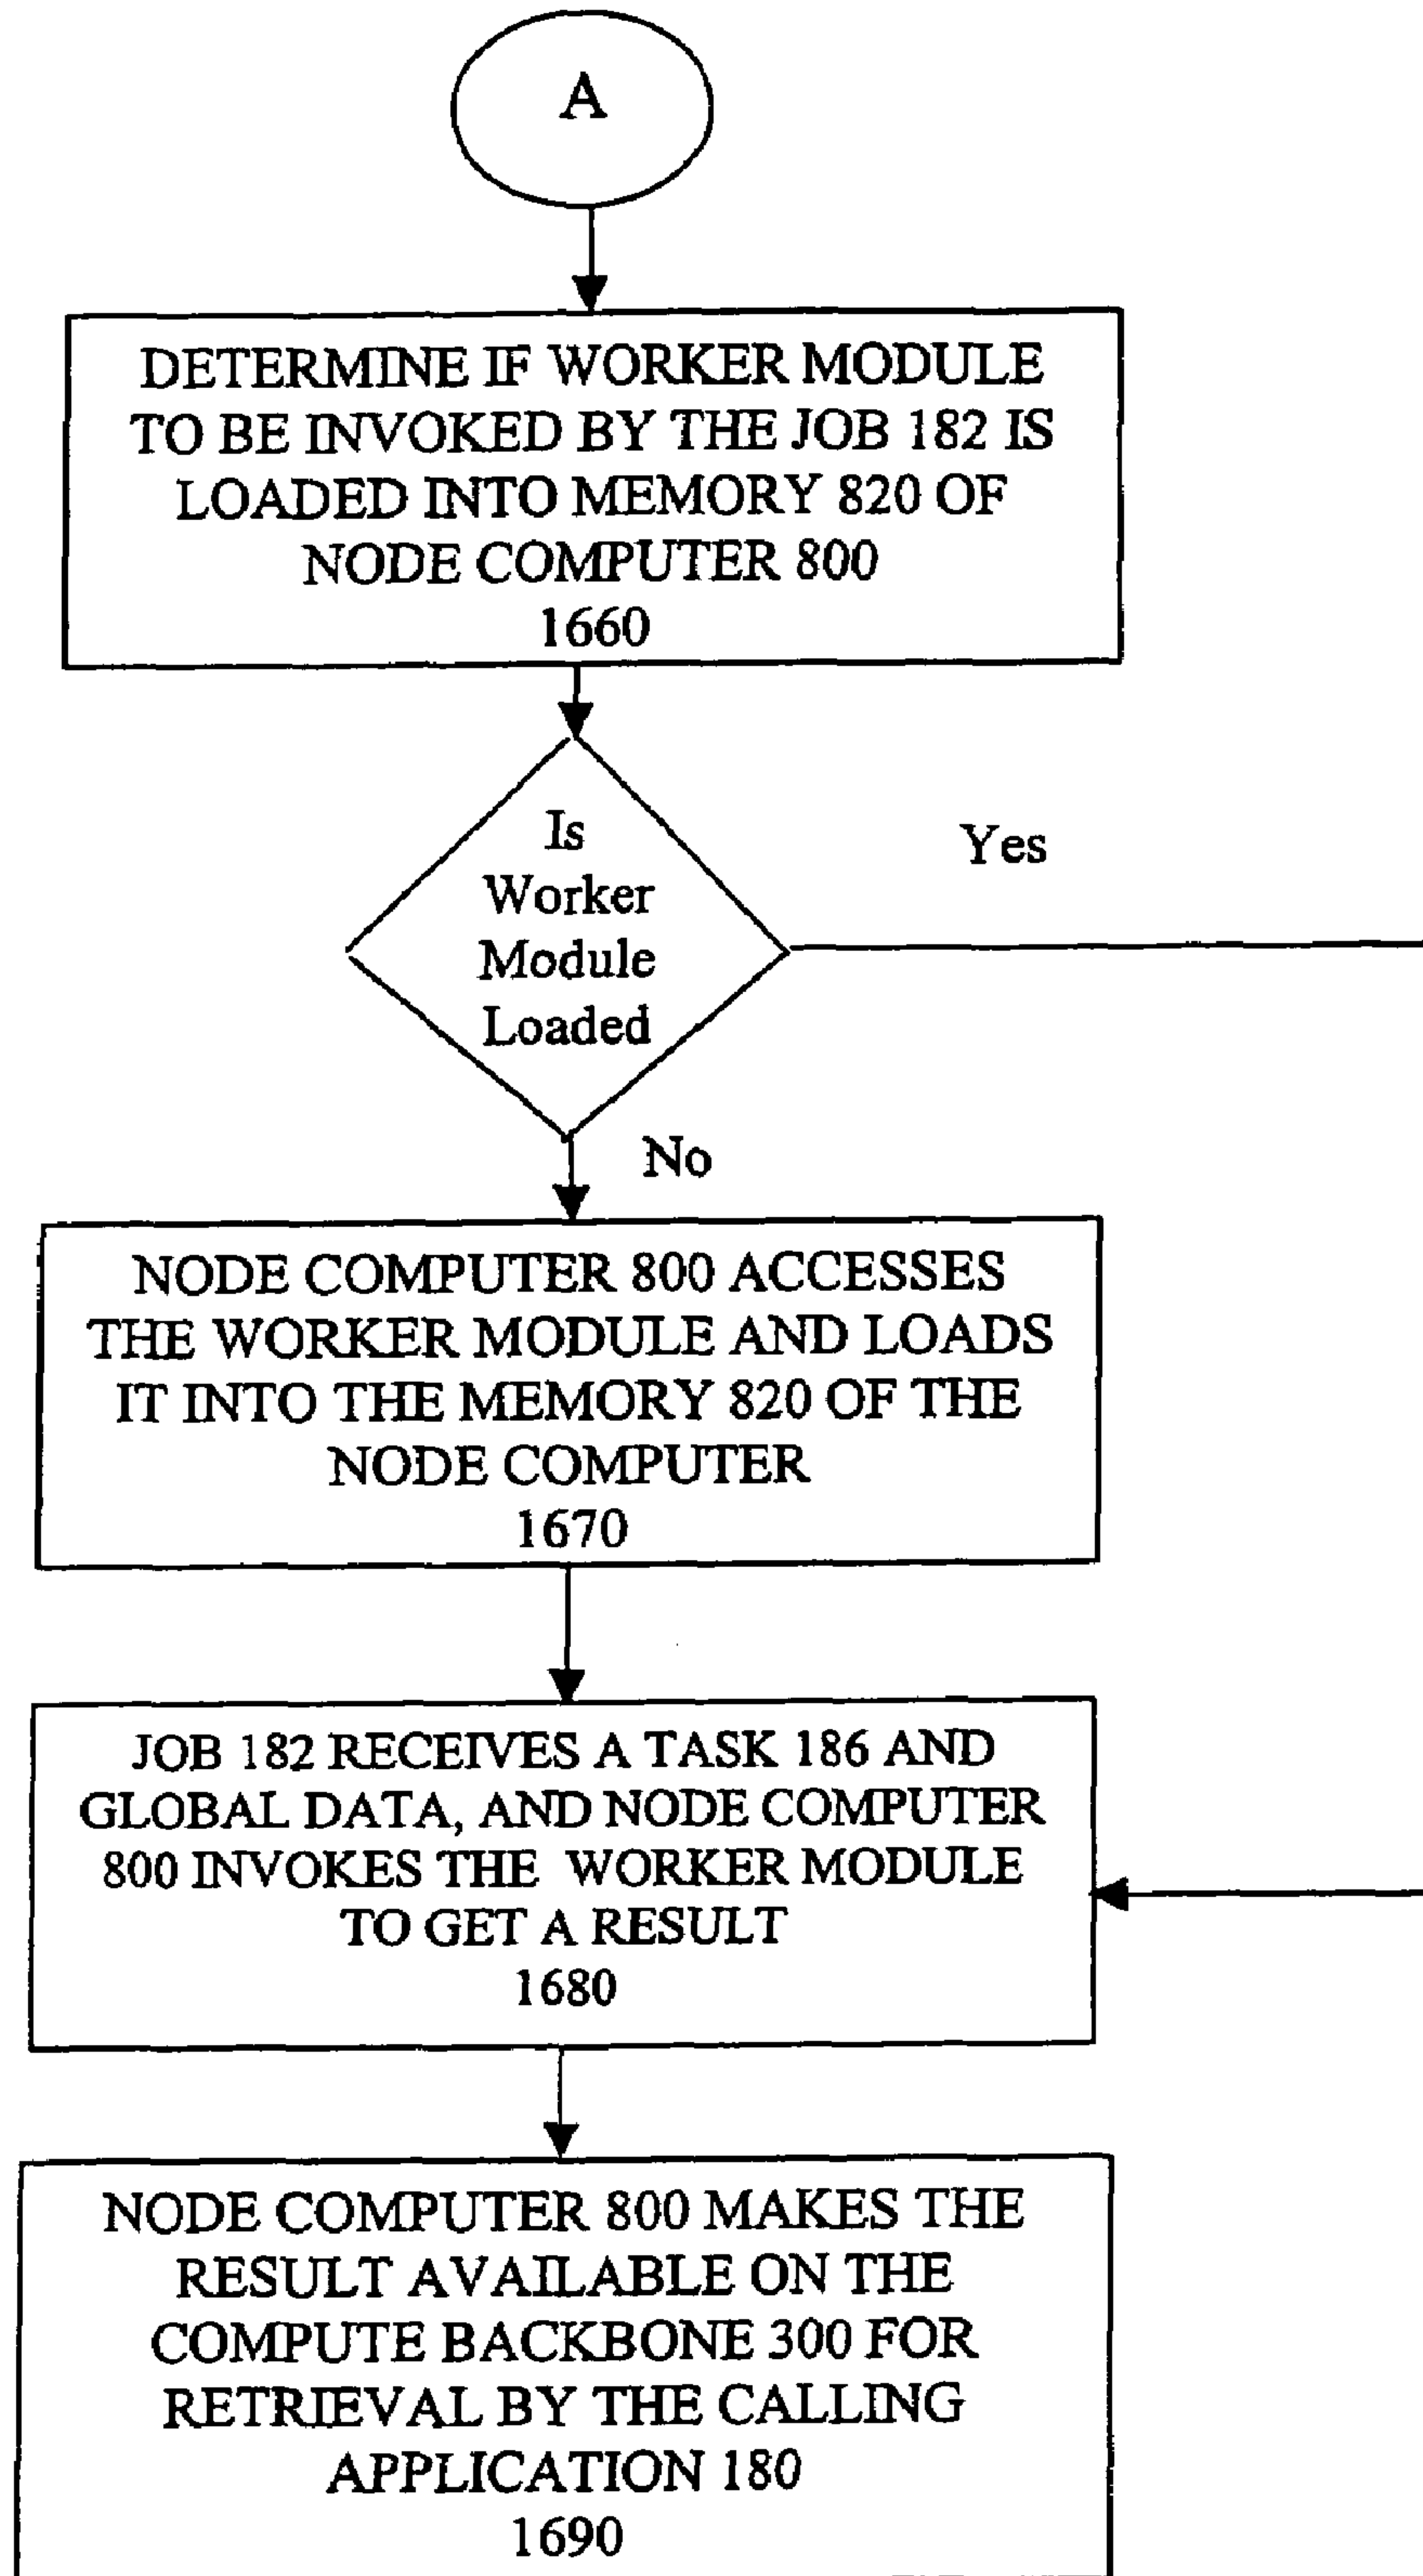 A
DETERMINE IF WORKER MODULE
TO BE INVOKED BY THE JOB 182 IS
LOADED INTO MEMORY 820 OF
NODE COMPUTER 800
1660
Is
Worker
Module
Loaded
Yes
No
NODE COMPUTER 800 ACCESSES
THE WORKER MODULE AND LOADS
IT INTO THE MEMORY 820 OF THE
NODE COMPUTER
1670
JOB 182 RECEIVES A TASK 186 AND
GLOBAL DATA, AND NODE COMPUTER
800 INVOKES THE WORKER MODULE
TO GET A RESULT
1680
NODE COMPUTER 800 MAKES THE
RESULT AVAILABLE ON THE
COMPUTE BACKBONE 300 FOR
RETRIEVAL BY THE CALLING
APPLICATION 180
1690